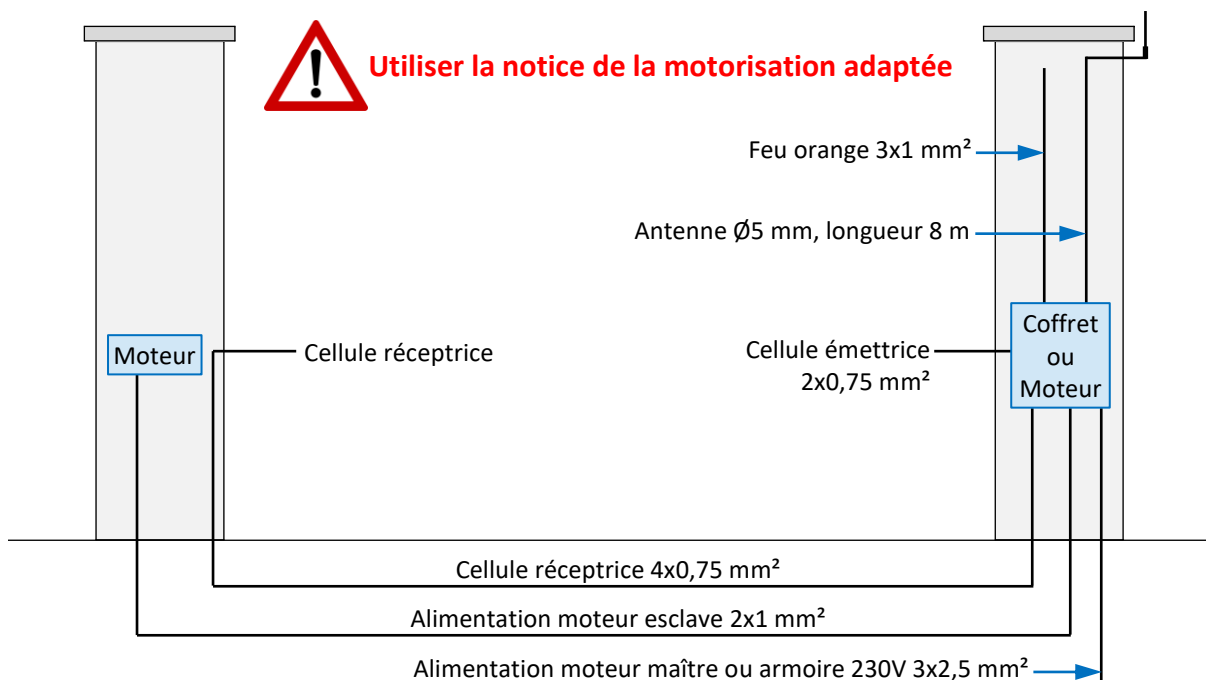 Utiliser la notice de la motorisation adaptée
Feu orange 3x1 mm²
Antenne Ø5 mm, longueur 8 m
Moteur
Cellule réceptrice
Cellule émettrice
2x0,75 mm²
Coffret
ou
Moteur
Cellule réceptrice 4x0,75 mm²
Alimentation moteur esclave 2x1 mm²
Alimentation moteur maître ou armoire 230V 3x2,5 mm²